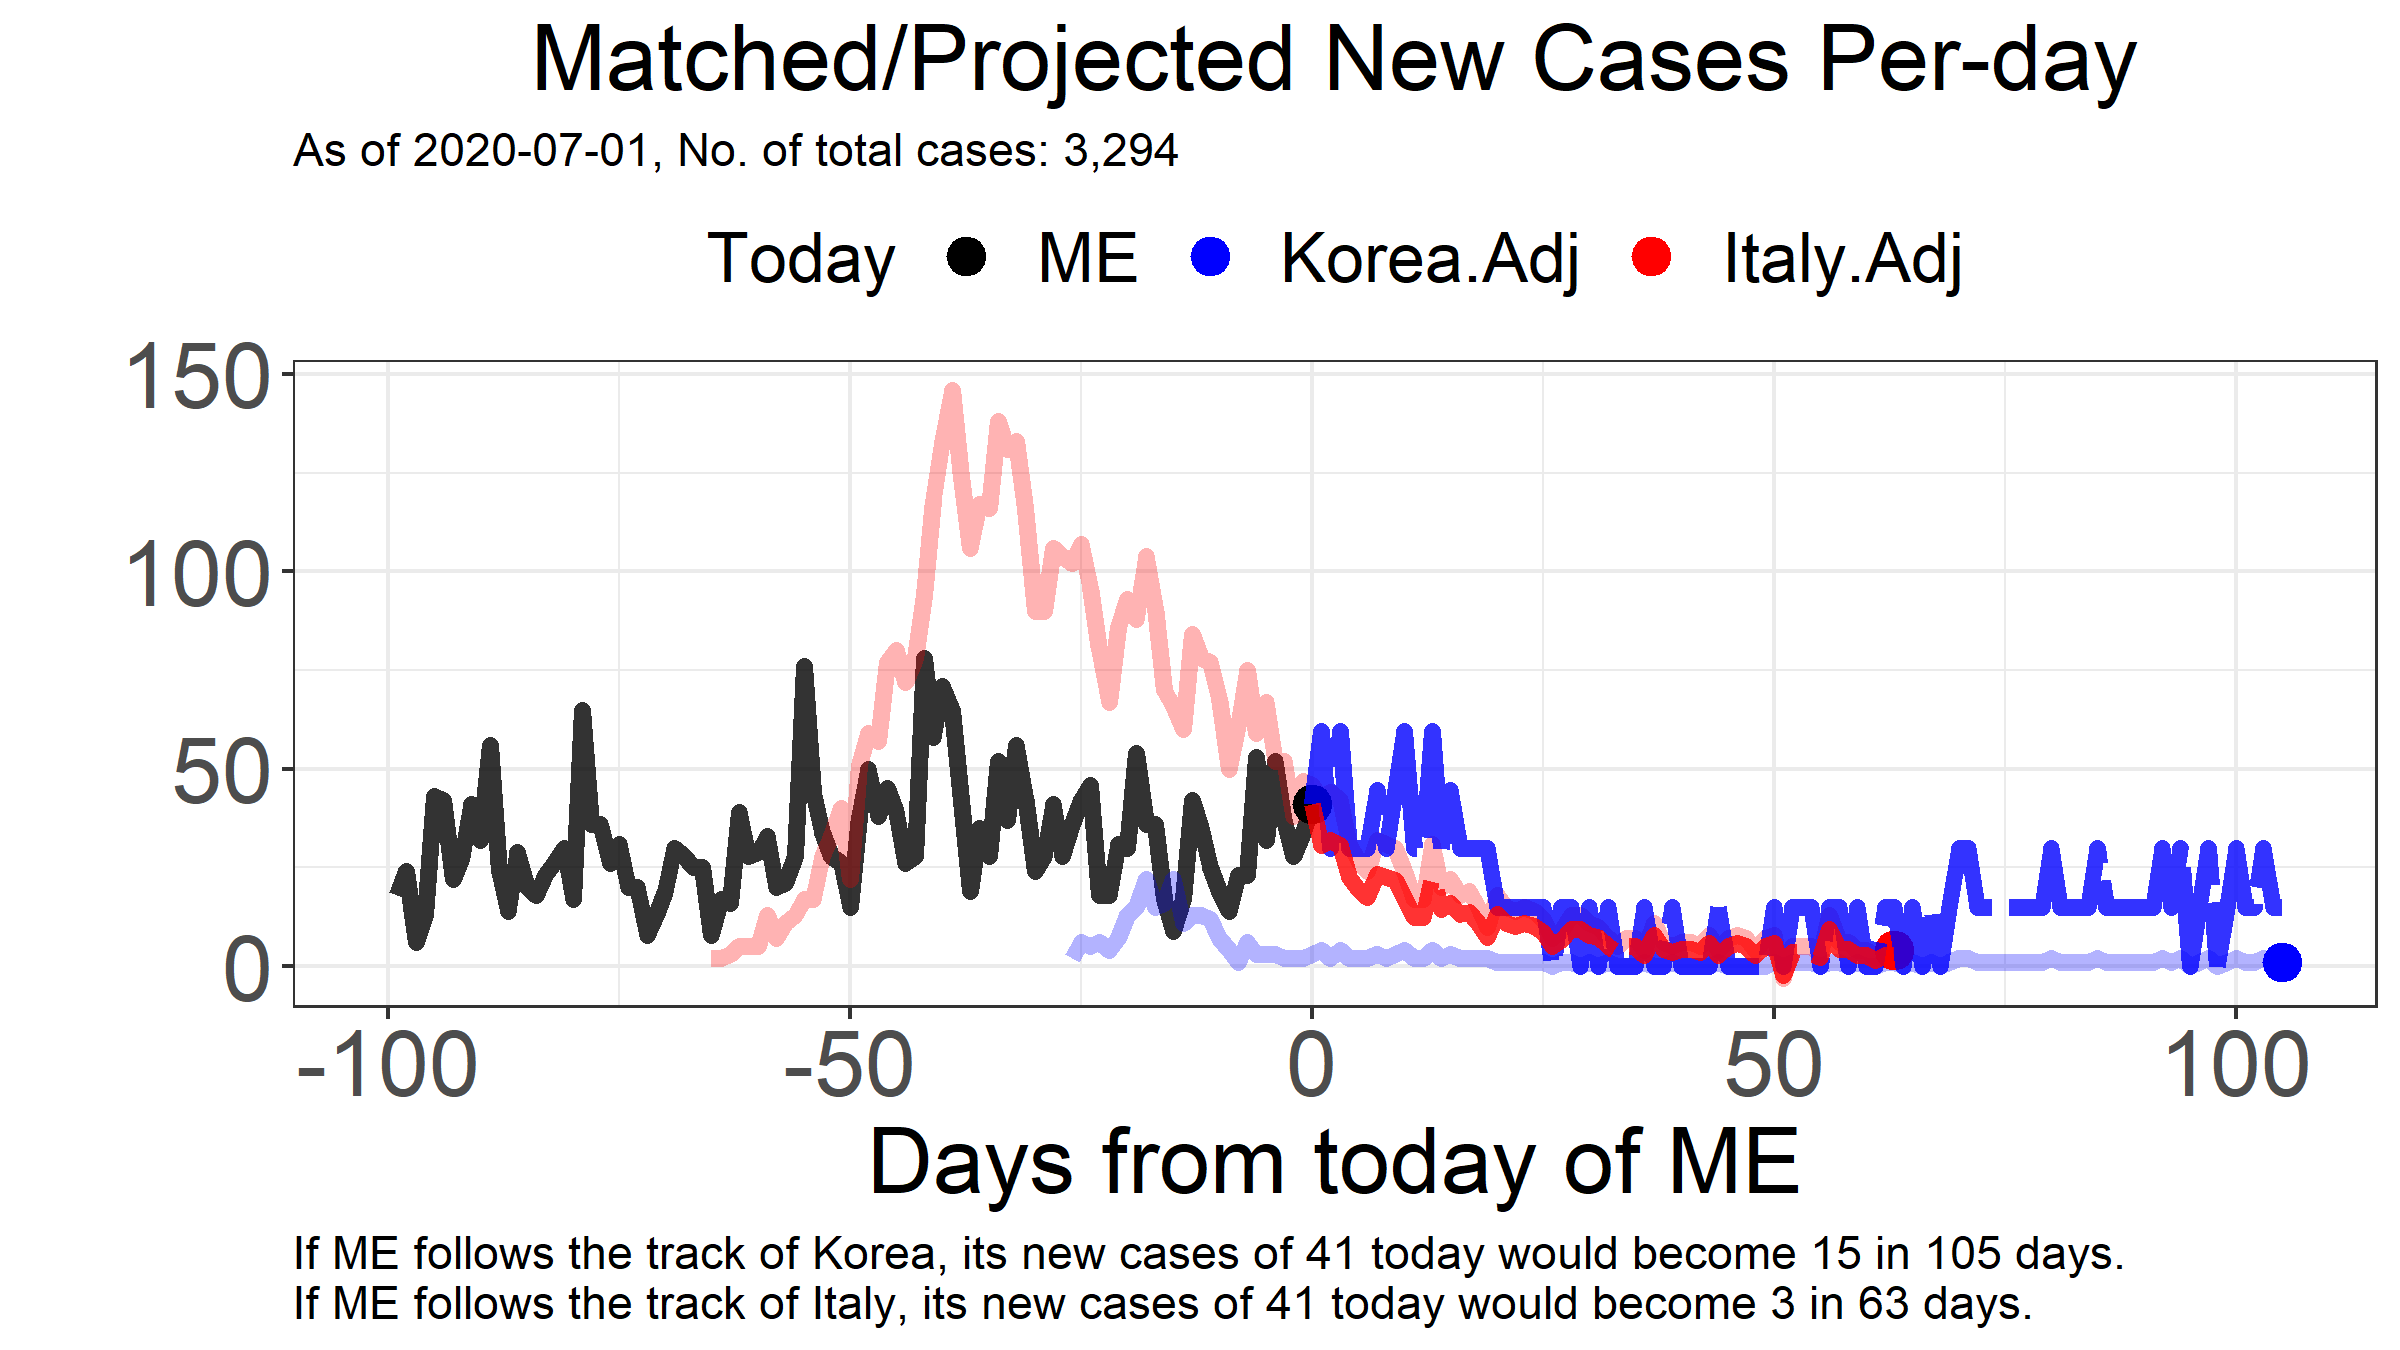 Matched/Projected New Cases Per-day
As of 2020-07-01, No. of total cases: 3,294
Today ME Korea.Adj Italy.Adj
150
100
50
0
-100 -50 0 50 100
Days from today of ME
If ME follows the track of Korea, its new cases of 41 today would become 15 in 105 days.
If ME follows the track of Italy, its new cases of 41 today would become 3 in 63 days.